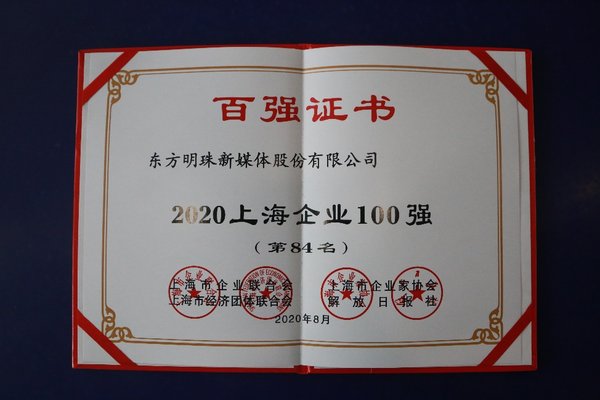 百强证书
东方明珠新媒体股份有限公司
2020上海企业100强
（第84名）
上海市企业联合会 上海市企业家协会
上海市经济团体联合会 解放日报社
2020年8月